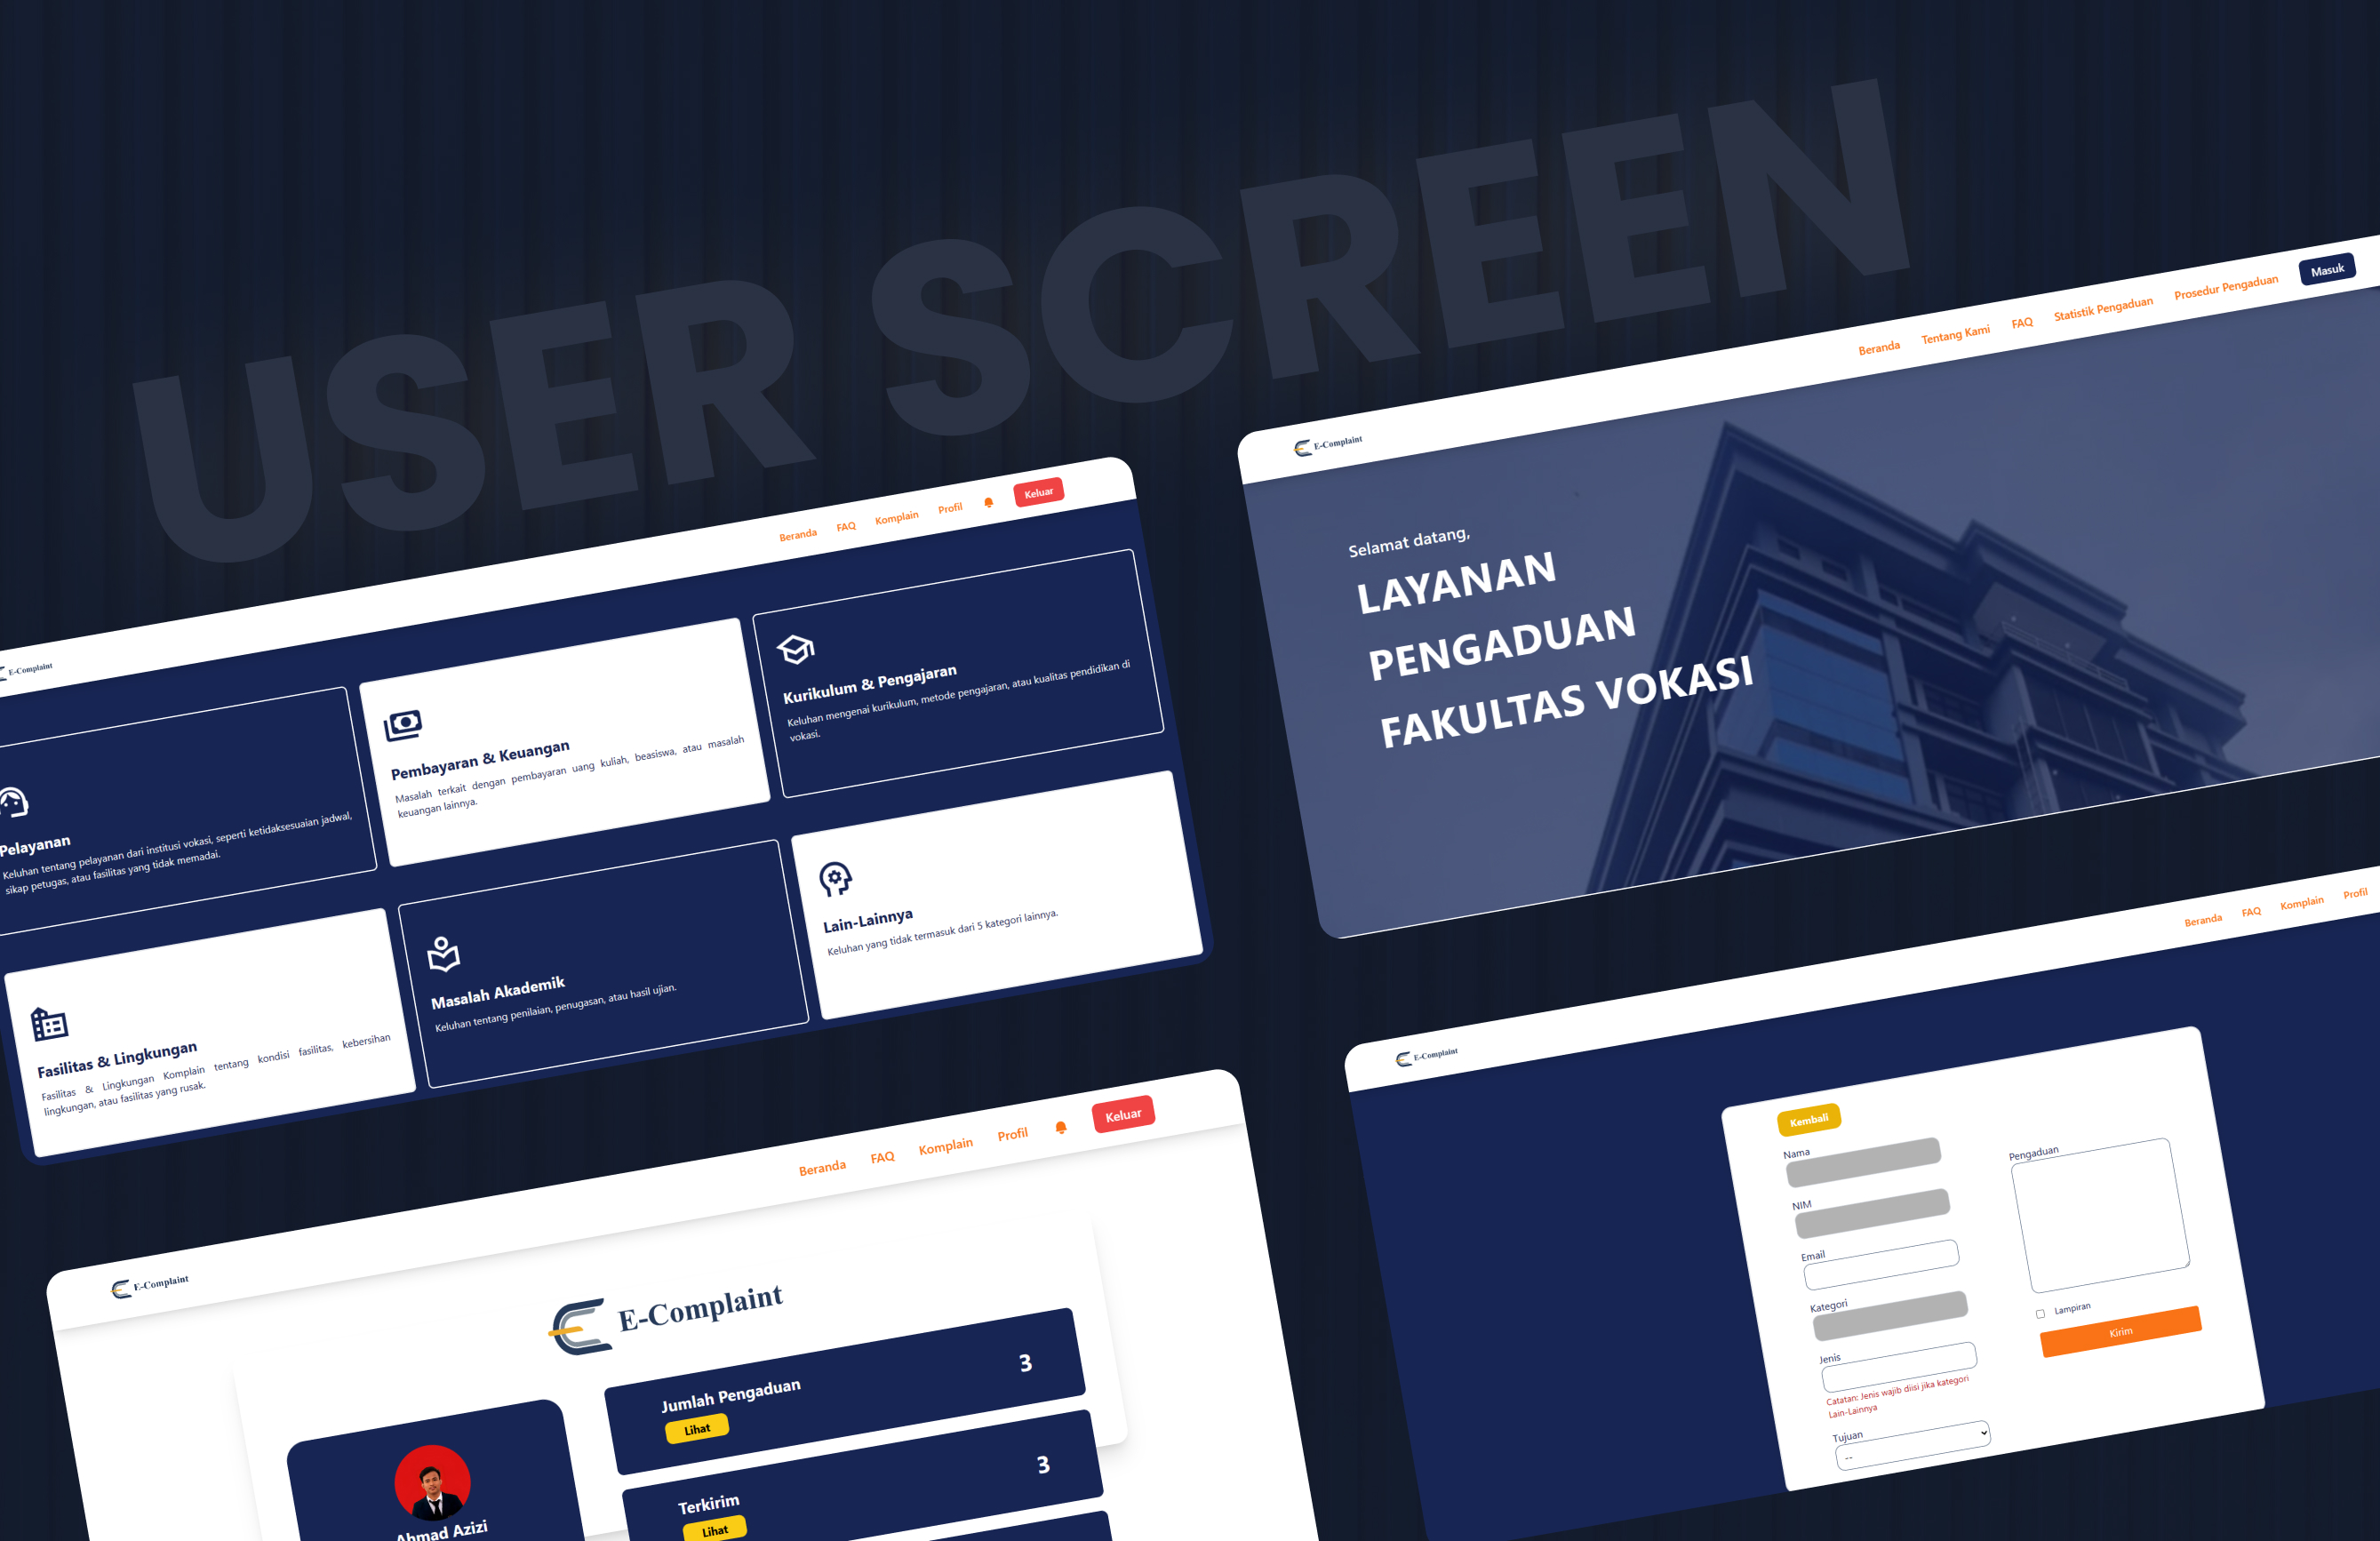 USER SCREEN
E-Complaint
Beranda FAQ Komplain Profil Keluar
Pelayanan
Keluhan tentang pelayanan dari institusi vokasi, seperti ketidaksesuaian jadwal,
sikap petugas, atau fasilitas yang tidak memadai.
Pembayaran & Keuangan
Masalah terkait dengan pembayaran uang kuliah, beasiswa, atau masalah
keuangan lainnya.
Kurikulum & Pengajaran
Keluhan mengenai kurikulum, metode pengajaran, atau kualitas pendidikan di
vokasi.
Fasilitas & Lingkungan
Fasilitas & Lingkungan Komplain tentang kondisi fasilitas, kebersihan
lingkungan, atau fasilitas yang rusak.
Masalah Akademik
Keluhan tentang penilaian, penugasan, atau hasil ujian.
Lain-Lainnya
Keluhan yang tidak termasuk dari 5 kategori lainnya.
E-Complaint
Beranda Tentang Kami FAQ Statistik Pengaduan Prosedur Pengaduan Masuk
Selamat datang,
LAYANAN
PENGADUAN
FAKULTAS VOKASI
E-Complaint
Beranda FAQ Komplain Profil Keluar
E-Complaint
Ahmad Azizi
Jumlah Pengaduan
3
Lihat
Terkirim
3
Lihat
E-Complaint
Beranda FAQ Komplain Profil
Kembali
Nama
NIM
Email
Kategori
Jenis
Catatan: Jenis wajib diisi jika kategori
Lain-Lainnya
Tujuan
--
Pengaduan
Lampiran
Kirim